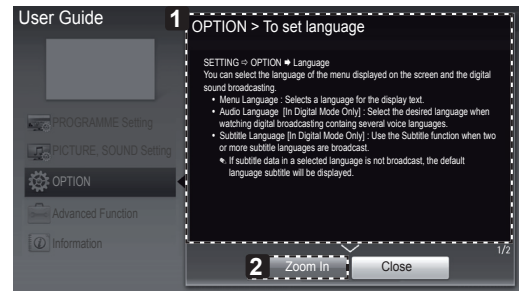 User Guide
1
OPTION > To set language
SETTING ⇨ OPTION ➡ Language
You can select the language of the menu displayed on the screen and the digital
sound broadcasting.
• Menu Language : Selects a language for the display text.
• Audio Language [In Digital Mode Only] : Select the desired language when
watching digital broadcasting containg several voice languages.
• Subtitle Language [In Digital Mode Only] : Use the Subtitle function when two
or more subtitle languages are broadcast.
If subtitle data in a selected language is not broadcast, the default
language subtitle will be displayed.
PROGRAMME Setting
PICTURE, SOUND Setting
OPTION
Advanced Function
Information
1/2
2
Zoom In
Close